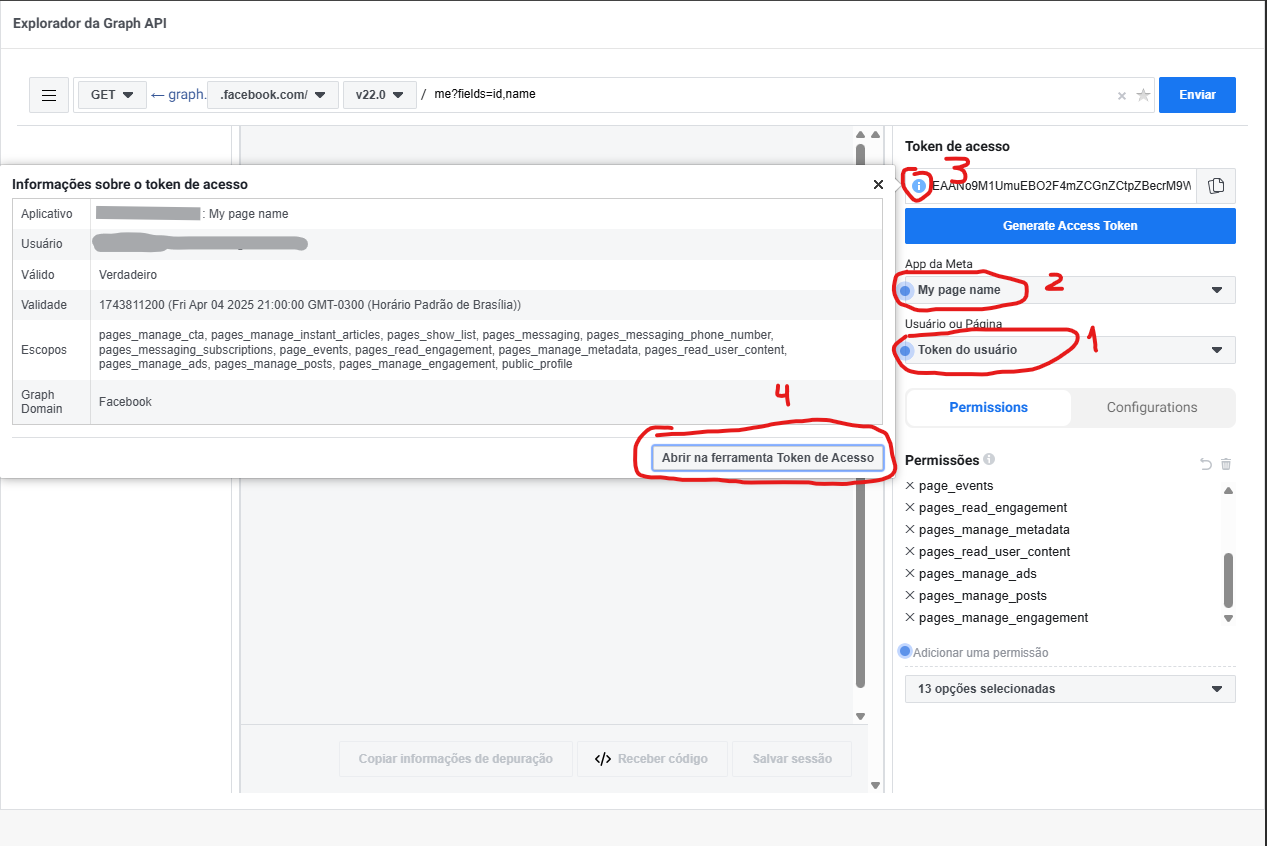 Explorador da Graph API
GET ← graph. .facebook.com/ v22.0 / me?fields=id,name × Enviar
Token de acesso
3
EAANo9M1UmuEBO2F4mZCGnZCtpZBecrM9W
Generate Access Token
Informações sobre o token de acesso
Aplicativo : My page name
Usuário
Válido Verdadeiro
Validade 1743811200 (Fri Apr 04 2025 21:00:00 GMT-0300 (Horário Padrão de Brasília))
Escopos pages_manage_cta, pages_manage_instant_articles, pages_show_list, pages_messaging, pages_messaging_phone_number,
pages_messaging_subscriptions, page_events, pages_read_engagement, pages_manage_metadata, pages_read_user_content,
pages_manage_ads, pages_manage_posts, pages_manage_engagement, public_profile
Graph
Domain
Facebook
4
Abrir na ferramenta Token de Acesso
App da Meta
My page name 2
Usuário ou Página
Token do usuário 1
Permissions Configurations
Permissões
page_events
pages_read_engagement
pages_manage_metadata
pages_read_user_content
pages_manage_ads
pages_manage_posts
pages_manage_engagement
Adicionar uma permissão
13 opções selecionadas
Copiar informações de depuração </> Receber código Salvar sessão